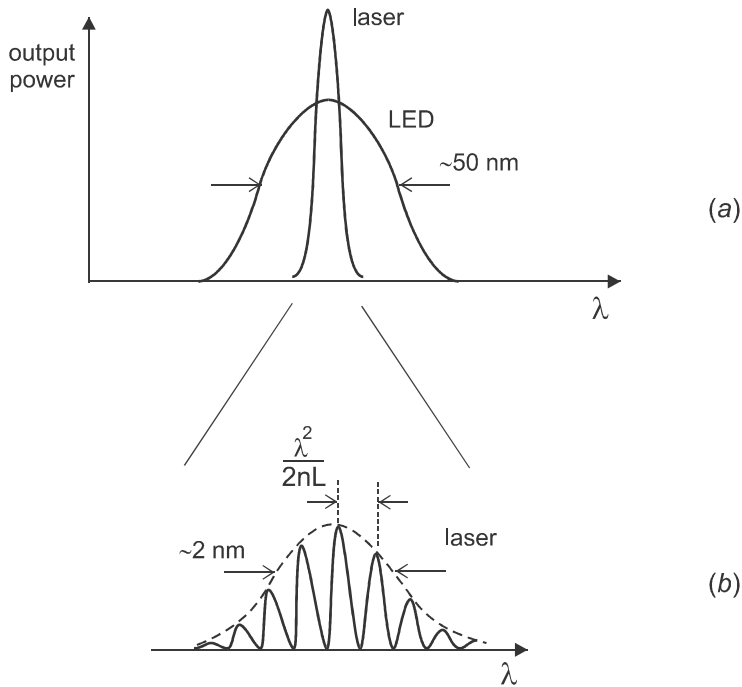 laser
output
power
LED
~50 nm
(a)
λ
λ²
2nL
~2 nm
laser
(b)
λ